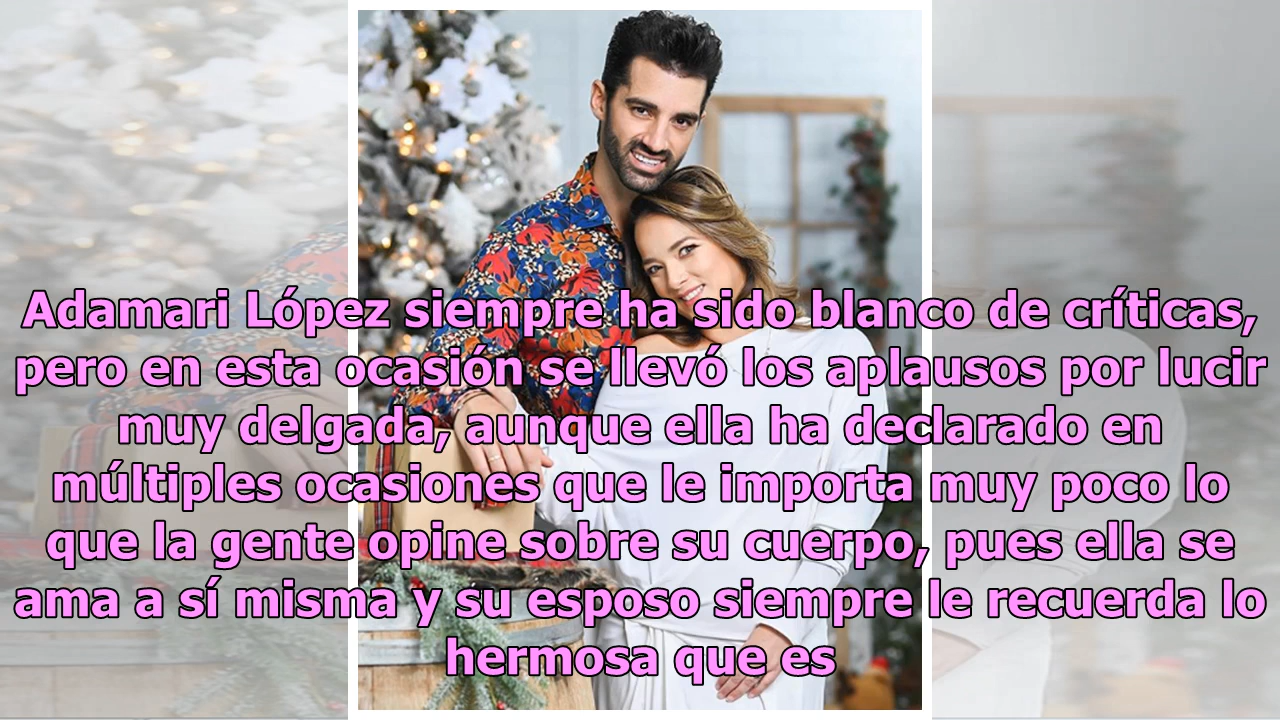 Adamari López siempre ha sido blanco de críticas,
pero en esta ocasión se llevó los aplausos por lucir
muy delgada, aunque ella ha declarado en
múltiples ocasiones que le importa muy poco lo
que la gente opine sobre su cuerpo, pues ella se
ama a sí misma y su esposo siempre le recuerda lo
hermosa que es